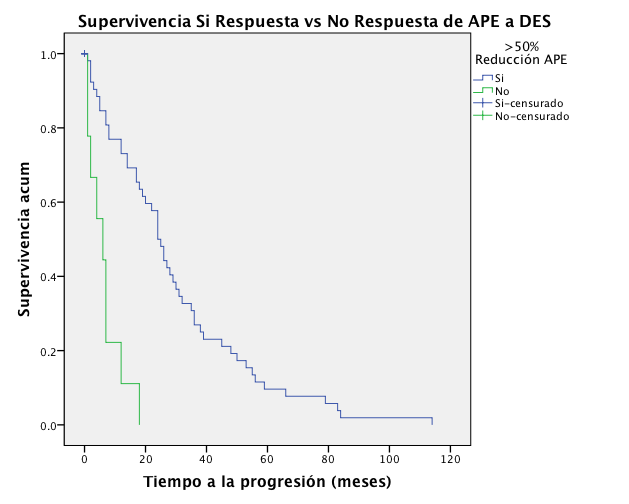 Supervivencia Si Respuesta vs No Respuesta de APE a DES
>50%
Reducción APE
Si
No
Si-censurado
No-censurado
Supervivencia acum
1.0
0.8
0.6
0.4
0.2
0.0
0 20 40 60 80 100 120
Tiempo a la progresión (meses)